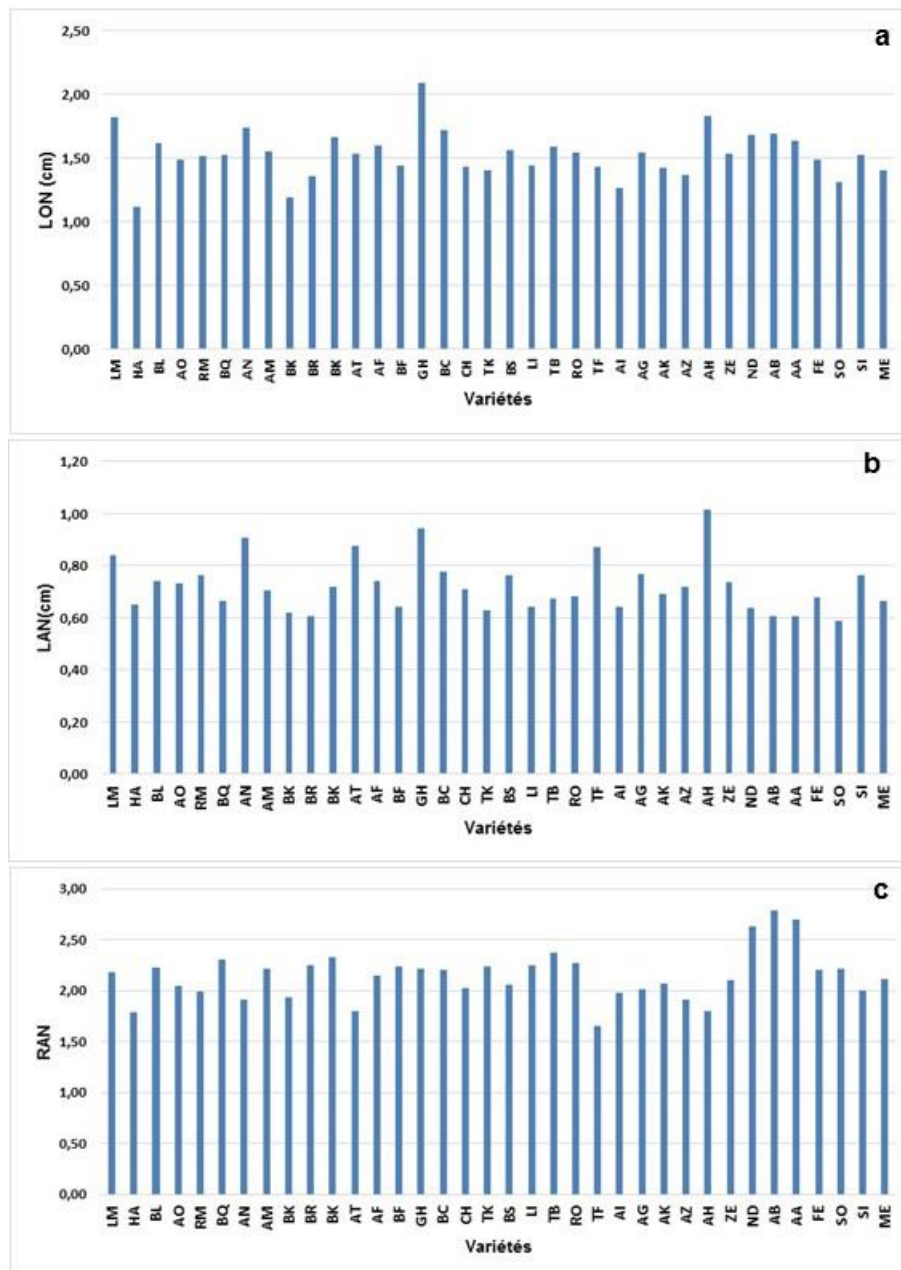 a
2,50
2,00
1,50
1,00
0,50
0,00
LON (cm)
LM HA BL AO RM BQ AN AM BK BR BK AT AF BF GH BC CH TK BS LI TB RO TF AI AG AK AZ AH ZE ND AB AA FE SO SI ME
Variétés
b
1,20
1,00
0,80
0,60
0,40
0,20
0,00
LAN(cm)
LM HA BL AO RM BQ AN AM BK BR BK AT AF BF GH BC CH TK BS LI TB RO TF AI AG AK AZ AH ZE ND AB AA FE SO SI ME
Variétés
c
3,00
2,50
2,00
1,50
1,00
0,50
0,00
RAN
LM HA BL AO RM BQ AN AM BK BR BK AT AF BF GH BC CH TK BS LI TB RO TF AI AG AK AZ AH ZE ND AB AA FE SO SI ME
Variétés